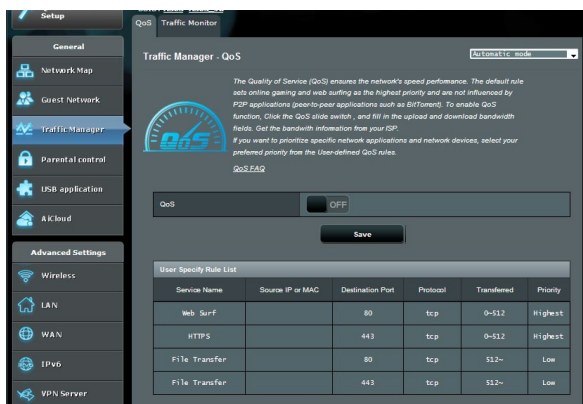 Setup
General
Network Map
Guest Network
Traffic Manager
Parental control
USB application
AiCloud
Advanced Settings
Wireless
LAN
WAN
IPv6
VPN Server
QoS Traffic Monitor
Traffic Manager - QoS
Automatic mode
The Quality of Service (QoS) ensures the network's speed perfomance. The default rule
sets online gaming and web surfing as the highest priority and are not influenced by
P2P applications (peer-to-peer applications such as BitTorrent). To enable QoS
function, Click the QoS slide switch , and fill in the upload and download bandwidth
fields. Get the bandwith information from your ISP.
If you want to prioritize specific network applications and network devices, select your
preferred priority from the User-defined QoS rules.
QoS FAQ
QoS
QoS OFF
Save
User Specify Rule List
Service Name Source IP or MAC Destination Port Protocol Transferred Priority
Web Surf 80 tcp 0~512 Highest
HTTPS 443 tcp 0~512 Highest
File Transfer 80 tcp 512~ Low
File Transfer 443 tcp 512~ Low